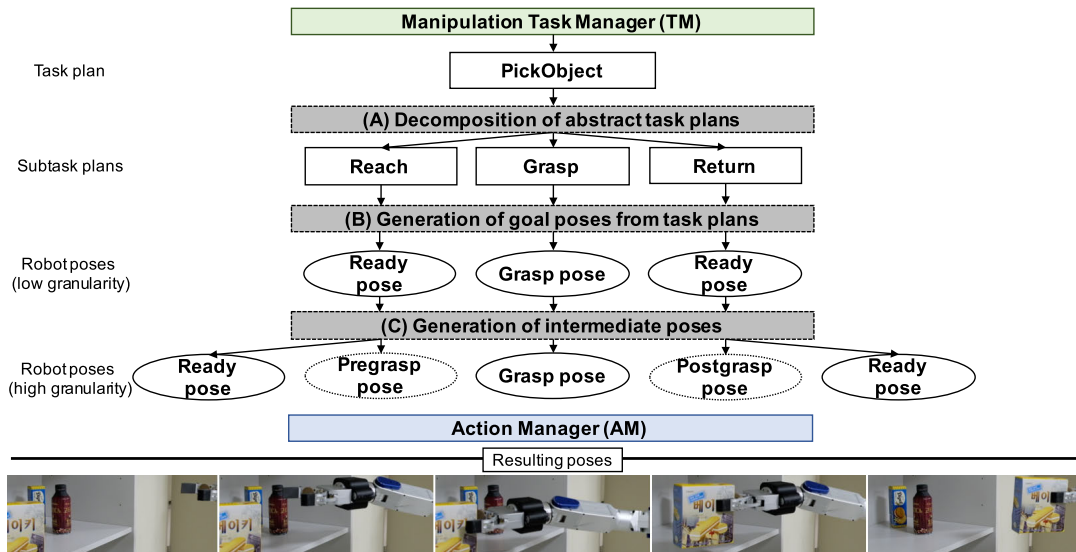 Manipulation Task Manager (TM)
Task plan
PickObject
(A) Decomposition of abstract task plans
Subtask plans
Reach
Grasp
Return
(B) Generation of goal poses from task plans
Robot poses
(low granularity)
Ready
pose
Grasp pose
Ready
pose
(C) Generation of intermediate poses
Robot poses
(high granularity)
Ready
pose
Pregrasp
pose
Grasp pose
Postgrasp
pose
Ready
pose
Action Manager (AM)
Resulting poses
베이키
베이키
베이